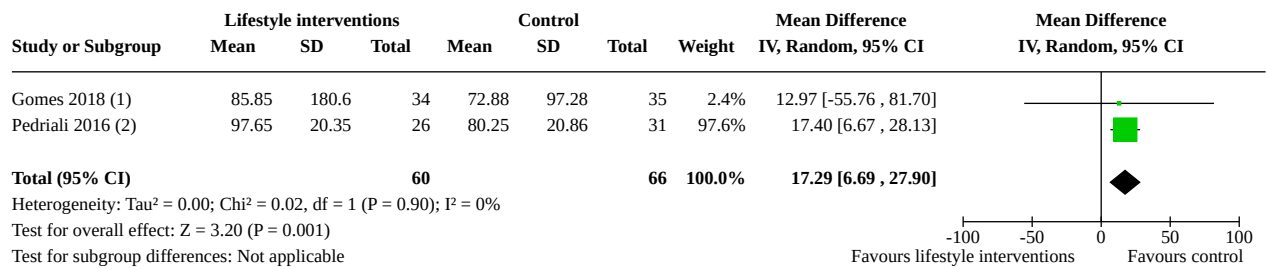 Lifestyle interventions Control Mean Difference Mean Difference
Study or Subgroup Mean SD Total Mean SD Total Weight IV, Random, 95% CI IV, Random, 95% CI
Gomes 2018 (1) 85.85 180.6 34 72.88 97.28 35 2.4% 12.97 [-55.76 , 81.70]
Pedriali 2016 (2) 97.65 20.35 26 80.25 20.86 31 97.6% 17.40 [6.67 , 28.13]
Total (95% CI) 60 66 100.0% 17.29 [6.69 , 27.90]
Heterogeneity: Tau² = 0.00; Chi² = 0.02, df = 1 (P = 0.90); I² = 0%
Test for overall effect: Z = 3.20 (P = 0.001)
-100 -50 0 50 100
Test for subgroup differences: Not applicable Favours lifestyle interventions Favours control